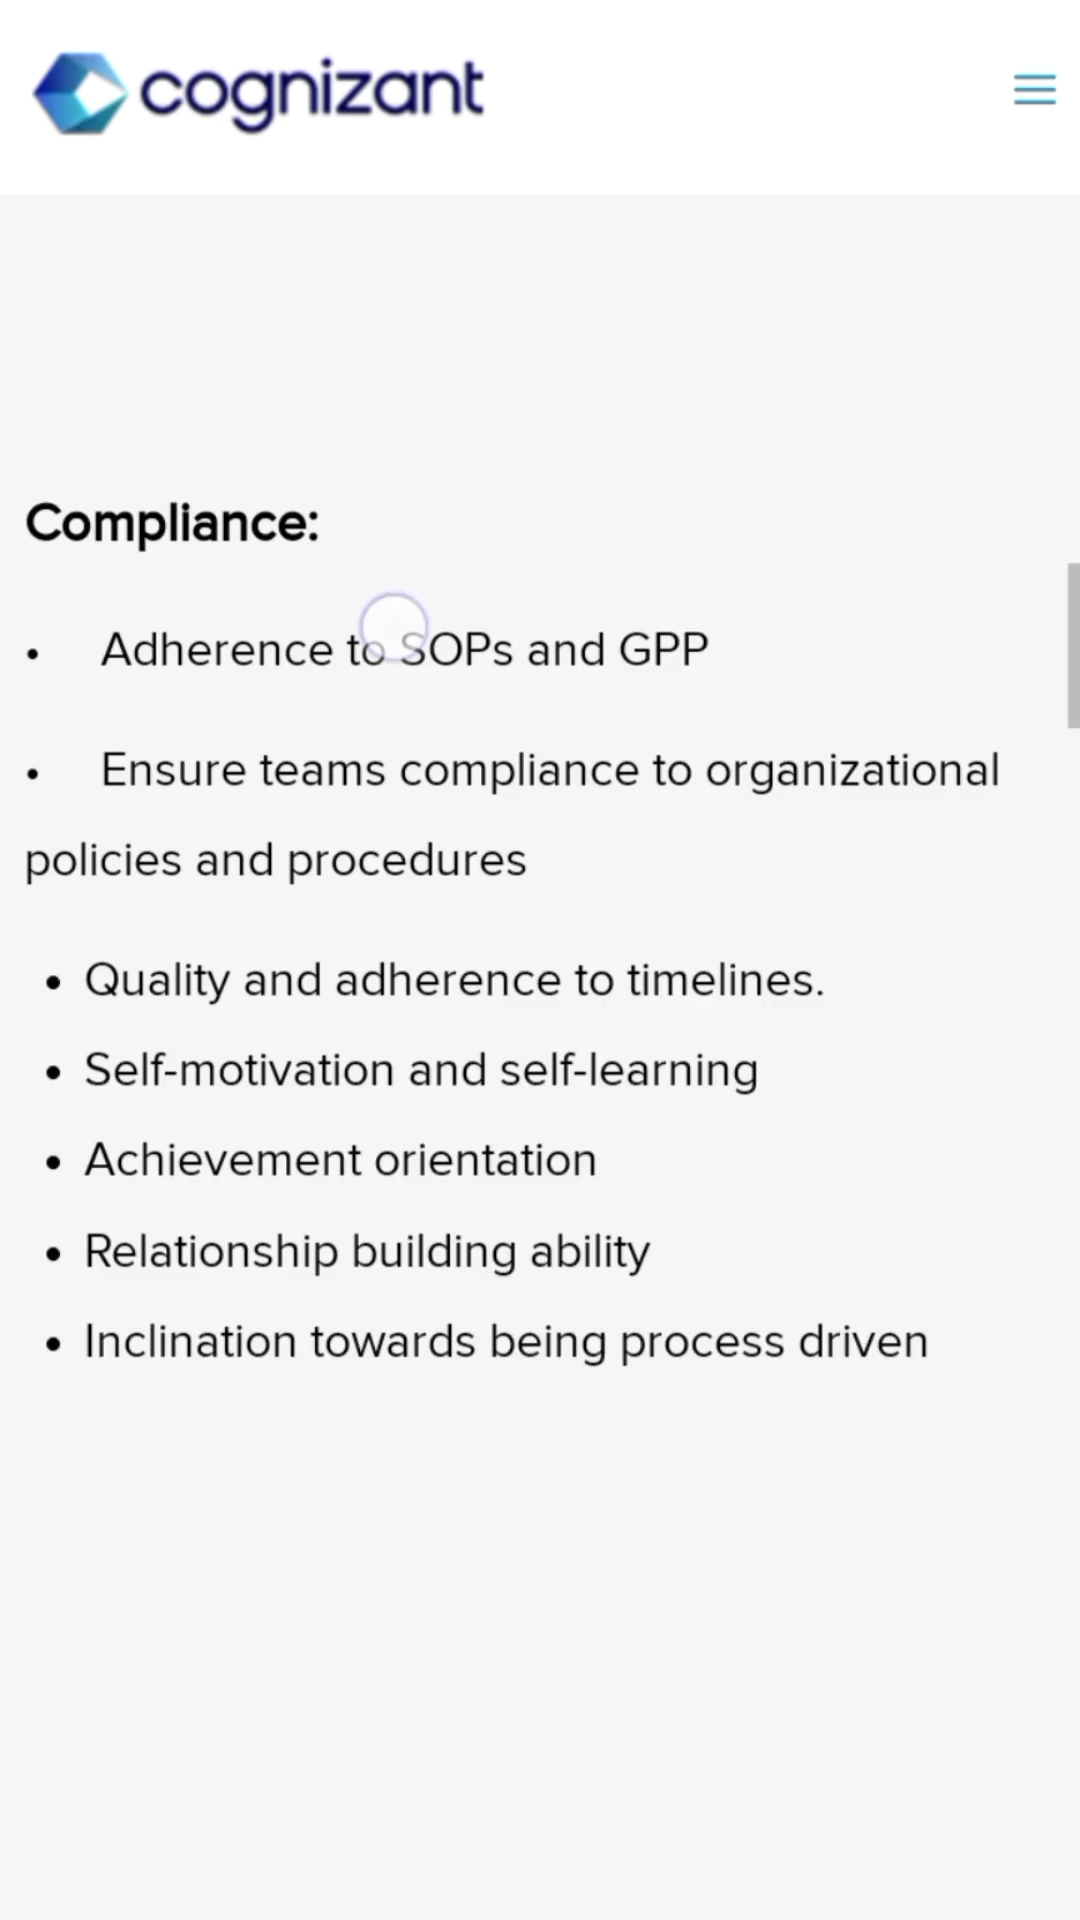 cognizant
Compliance:
• Adherence to SOPs and GPP
• Ensure teams compliance to organizational
policies and procedures
• Quality and adherence to timelines.
• Self-motivation and self-learning
• Achievement orientation
• Relationship building ability
• Inclination towards being process driven